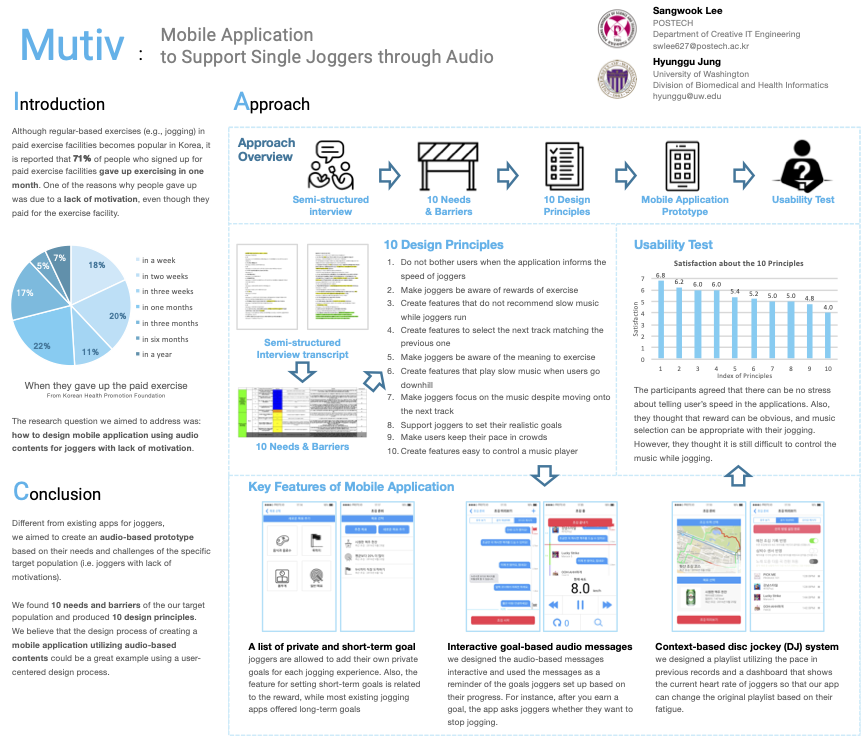 Mutiv :
Mobile Application
to Support Single Joggers through Audio
Sangwook Lee
POSTECH
Department of Creative IT Engineering
swlee627@postech.ac.kr
Hyunggu Jung
University of Washington
Division of Biomedical and Health Informatics
hyunggu@uw.edu
Introduction
Although regular-based exercises (e.g., jogging) in
paid exercise facilities becomes popular in Korea, it
is reported that 71% of people who signed up for
paid exercise facilities gave up exercising in one
month. One of the reasons why people gave up
was due to a lack of motivation, even though they
paid for the exercise facility.
7%
18%
5%
17%
20%
22%
11%
in a week
in two weeks
in three weeks
in one months
in three months
in six months
in a year
When they gave up the paid exercise
From Korean Health Promotion Foundation
The research question we aimed to address was:
how to design mobile application using audio
contents for joggers with lack of motivation.
Conclusion
Different from existing apps for joggers,
we aimed to create an audio-based prototype
based on their needs and challenges of the specific
target population (i.e. joggers with lack of
motivations).
We found 10 needs and barriers of the our target
population and produced 10 design principles.
We believe that the design process of creating a
mobile application utilizing audio-based
contents could be a great example using a user-
centered design process.
Approach
Approach
Overview
Semi-structured
interview
10 Needs
& Barriers
10 Design
Principles
Mobile Application
Prototype
?
Usability Test
Semi-structured
Interview transcript
10 Needs & Barriers
10 Design Principles
1. Do not bother users when the application informs the
speed of joggers
2. Make joggers be aware of rewards of exercise
3. Create features that do not recommend slow music
while joggers run
4. Create features to select the next track matching the
previous one
5. Make joggers be aware of the meaning to exercise
6. Create features that play slow music when users go
downhill
7. Make joggers focus on the music despite moving onto
the next track
8. Support joggers to set their realistic goals
9. Make users keep their pace in crowds
10. Create features easy to control a music player
Usability Test
Satisfaction about the 10 Principles
Satisfaction
7
6
5
4
3
2
1
0
6.8
6.2
6.0
6.0
5.4
5.2
5.0
5.0
4.8
4.0
1 2 3 4 5 6 7 8 9 10
Index of Principles
The participants agreed that there can be no stress
about telling user's speed in the applications. Also,
they thought that reward can be obvious, and music
selection can be appropriate with their jogging.
However, they thought it is still difficult to control the
music while jogging.
Key Features of Mobile Application
8.0
A list of private and short-term goal
joggers are allowed to add their own private
goals for each jogging experience. Also, the
feature for setting short-term goals is related
to the reward, while most existing jogging
apps offered long-term goals
Interactive goal-based audio messages
we designed the audio-based messages
interactive and used the messages as a
reminder of the goals joggers set up based on
their progress. For instance, after you earn a
goal, the app asks joggers whether they want to
stop jogging.
Context-based disc jockey (DJ) system
we designed a playlist utilizing the pace in
previous records and a dashboard that shows
the current heart rate of joggers so that our app
can change the original playlist based on their
fatigue.